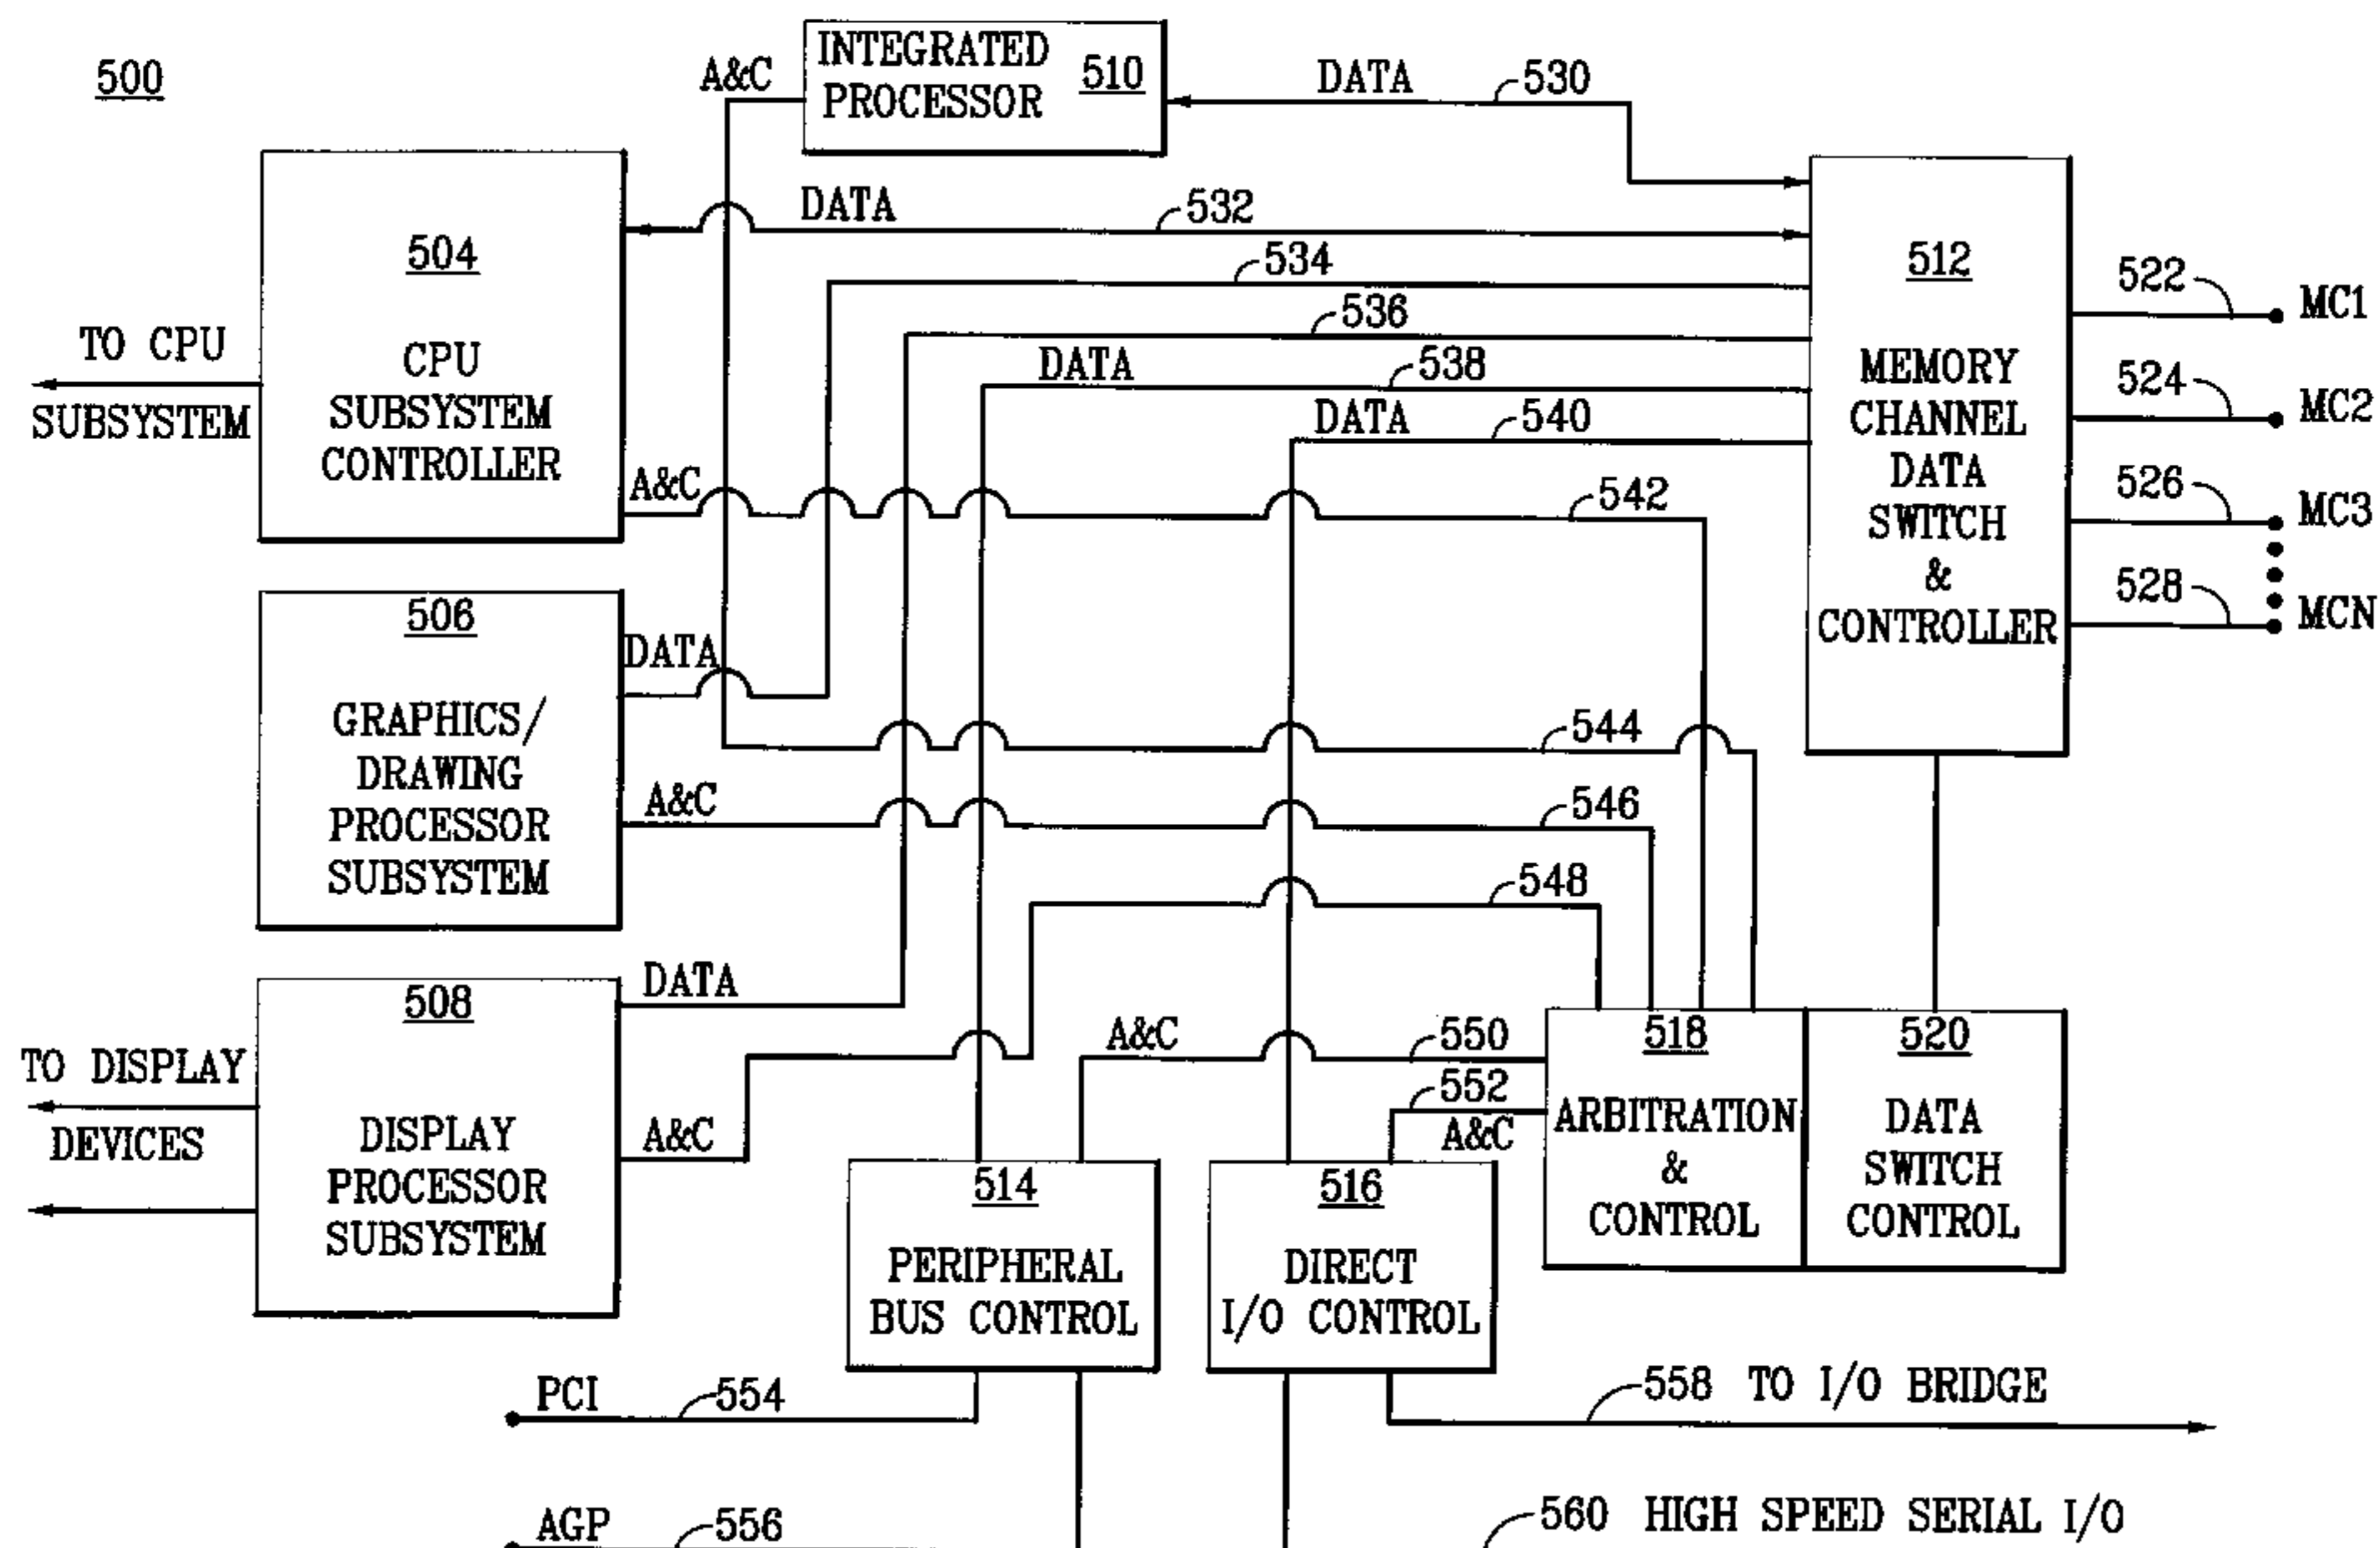 500
INTEGRATED
PROCESSOR
510
A&C
DATA
530
504
CPU
SUBSYSTEM
CONTROLLER
TO CPU
SUBSYSTEM
DATA
532
534
536
DATA
538
DATA
540
A&C
542
512
MEMORY
CHANNEL
DATA
SWITCH
&
CONTROLLER
522
MC1
524
MC2
526
MC3
528
MCN
506
GRAPHICS/
DRAWING
PROCESSOR
SUBSYSTEM
DATA
544
A&C
546
548
508
DISPLAY
PROCESSOR
SUBSYSTEM
DATA
A&C
TO DISPLAY
DEVICES
A&C
550
552
A&C
514
PERIPHERAL
BUS CONTROL
516
DIRECT
I/O CONTROL
518
ARBITRATION
&
CONTROL
520
DATA
SWITCH
CONTROL
PCI
554
558 TO I/O BRIDGE
AGP
556
560 HIGH SPEED SERIAL I/O